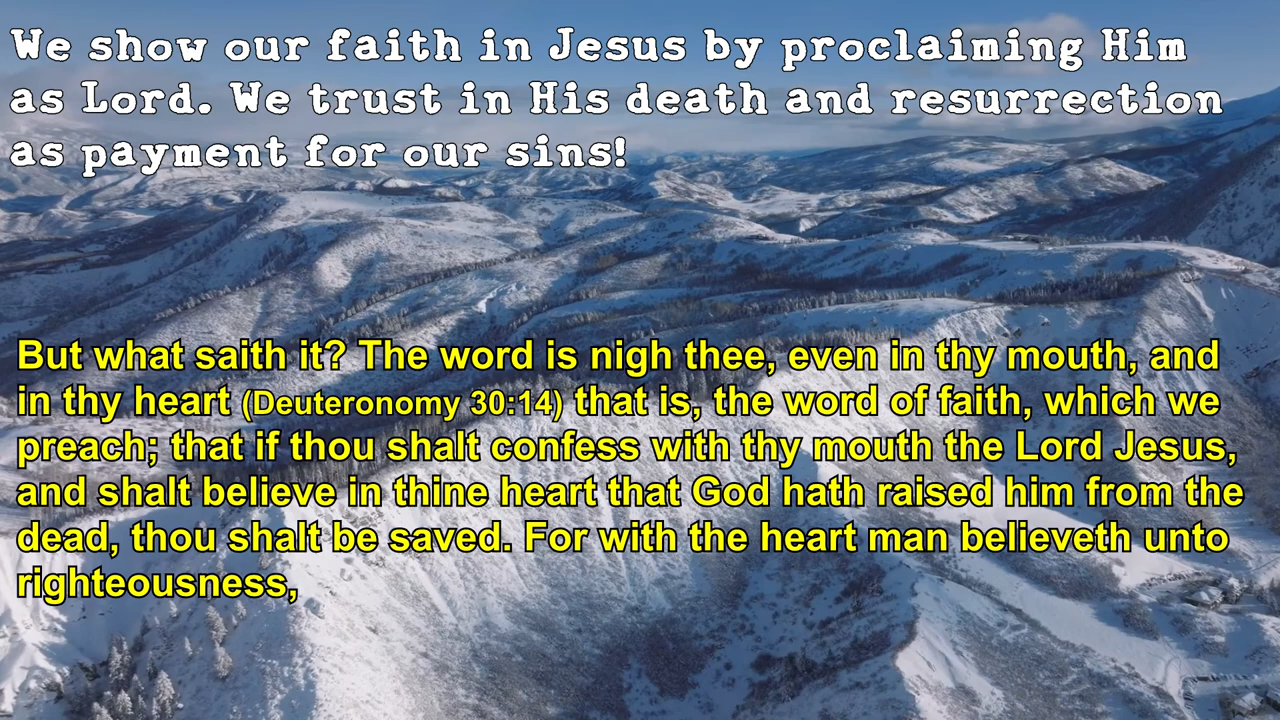 We show our faith in Jesus by proclaiming Him
as Lord. We trust in His death and resurrection
as payment for our sins!
But what saith it? The word is nigh thee, even in thy mouth, and
in thy heart (Deuteronomy 30:14) that is, the word of faith, which we
preach; that if thou shalt confess with thy mouth the Lord Jesus,
and shalt believe in thine heart that God hath raised him from the
dead, thou shalt be saved. For with the heart man believeth unto
righteousness,